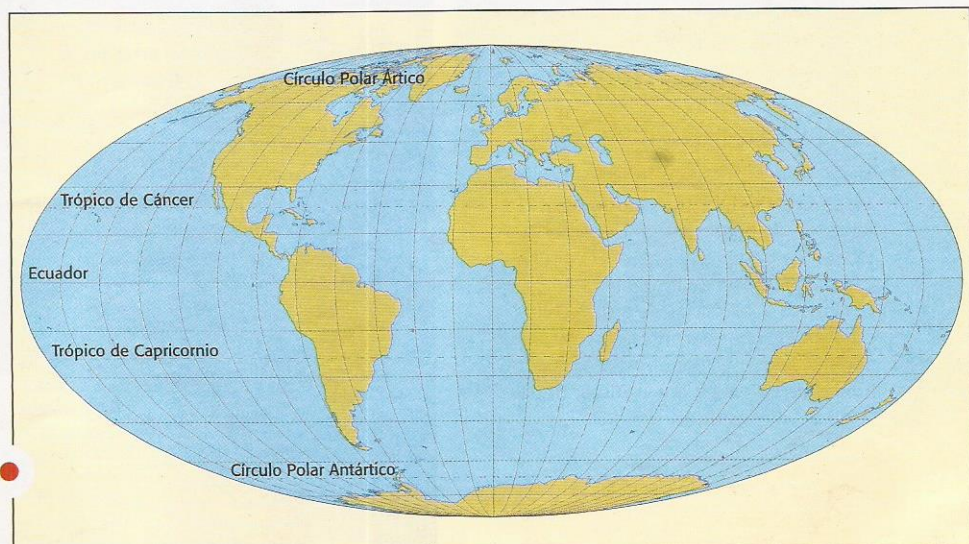 Círculo Polar Ártico
Trópico de Cáncer
Ecuador
Trópico de Capricornio
Círculo Polar Antártico